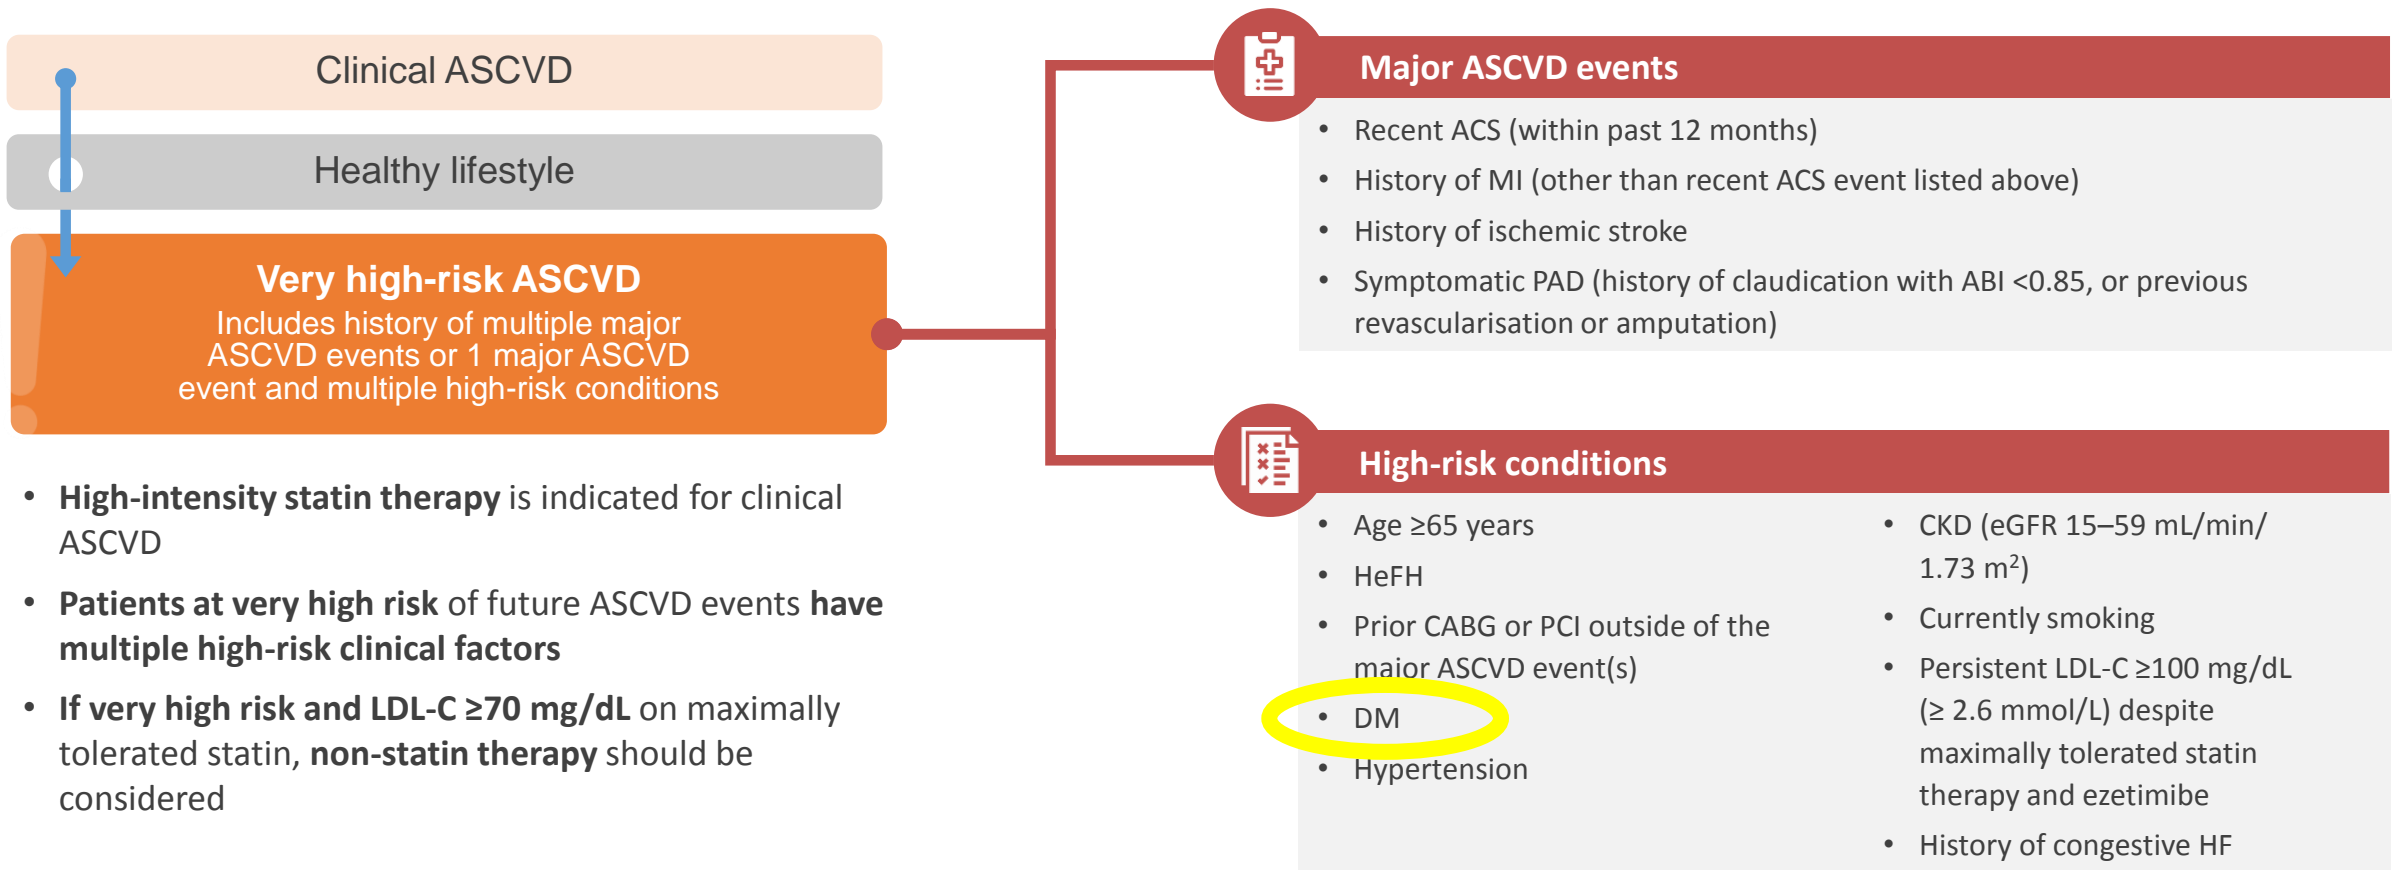 Clinical ASCVD
Healthy lifestyle
Very high-risk ASCVD
Includes history of multiple major
ASCVD events or 1 major ASCVD
event and multiple high-risk conditions
• High-intensity statin therapy is indicated for clinical
ASCVD
• Patients at very high risk of future ASCVD events have
multiple high-risk clinical factors
• If very high risk and LDL-C ≥70 mg/dL on maximally
tolerated statin, non-statin therapy should be
considered
Major ASCVD events
• Recent ACS (within past 12 months)
• History of MI (other than recent ACS event listed above)
• History of ischemic stroke
• Symptomatic PAD (history of claudication with ABI <0.85, or previous
revascularisation or amputation)
High-risk conditions
• Age ≥65 years
• HeFH
• Prior CABG or PCI outside of the
major ASCVD event(s)
• DM
• Hypertension
• CKD (eGFR 15–59 mL/min/
1.73 m²)
• Currently smoking
• Persistent LDL-C ≥100 mg/dL
(≥ 2.6 mmol/L) despite
maximally tolerated statin
therapy and ezetimibe
• History of congestive HF